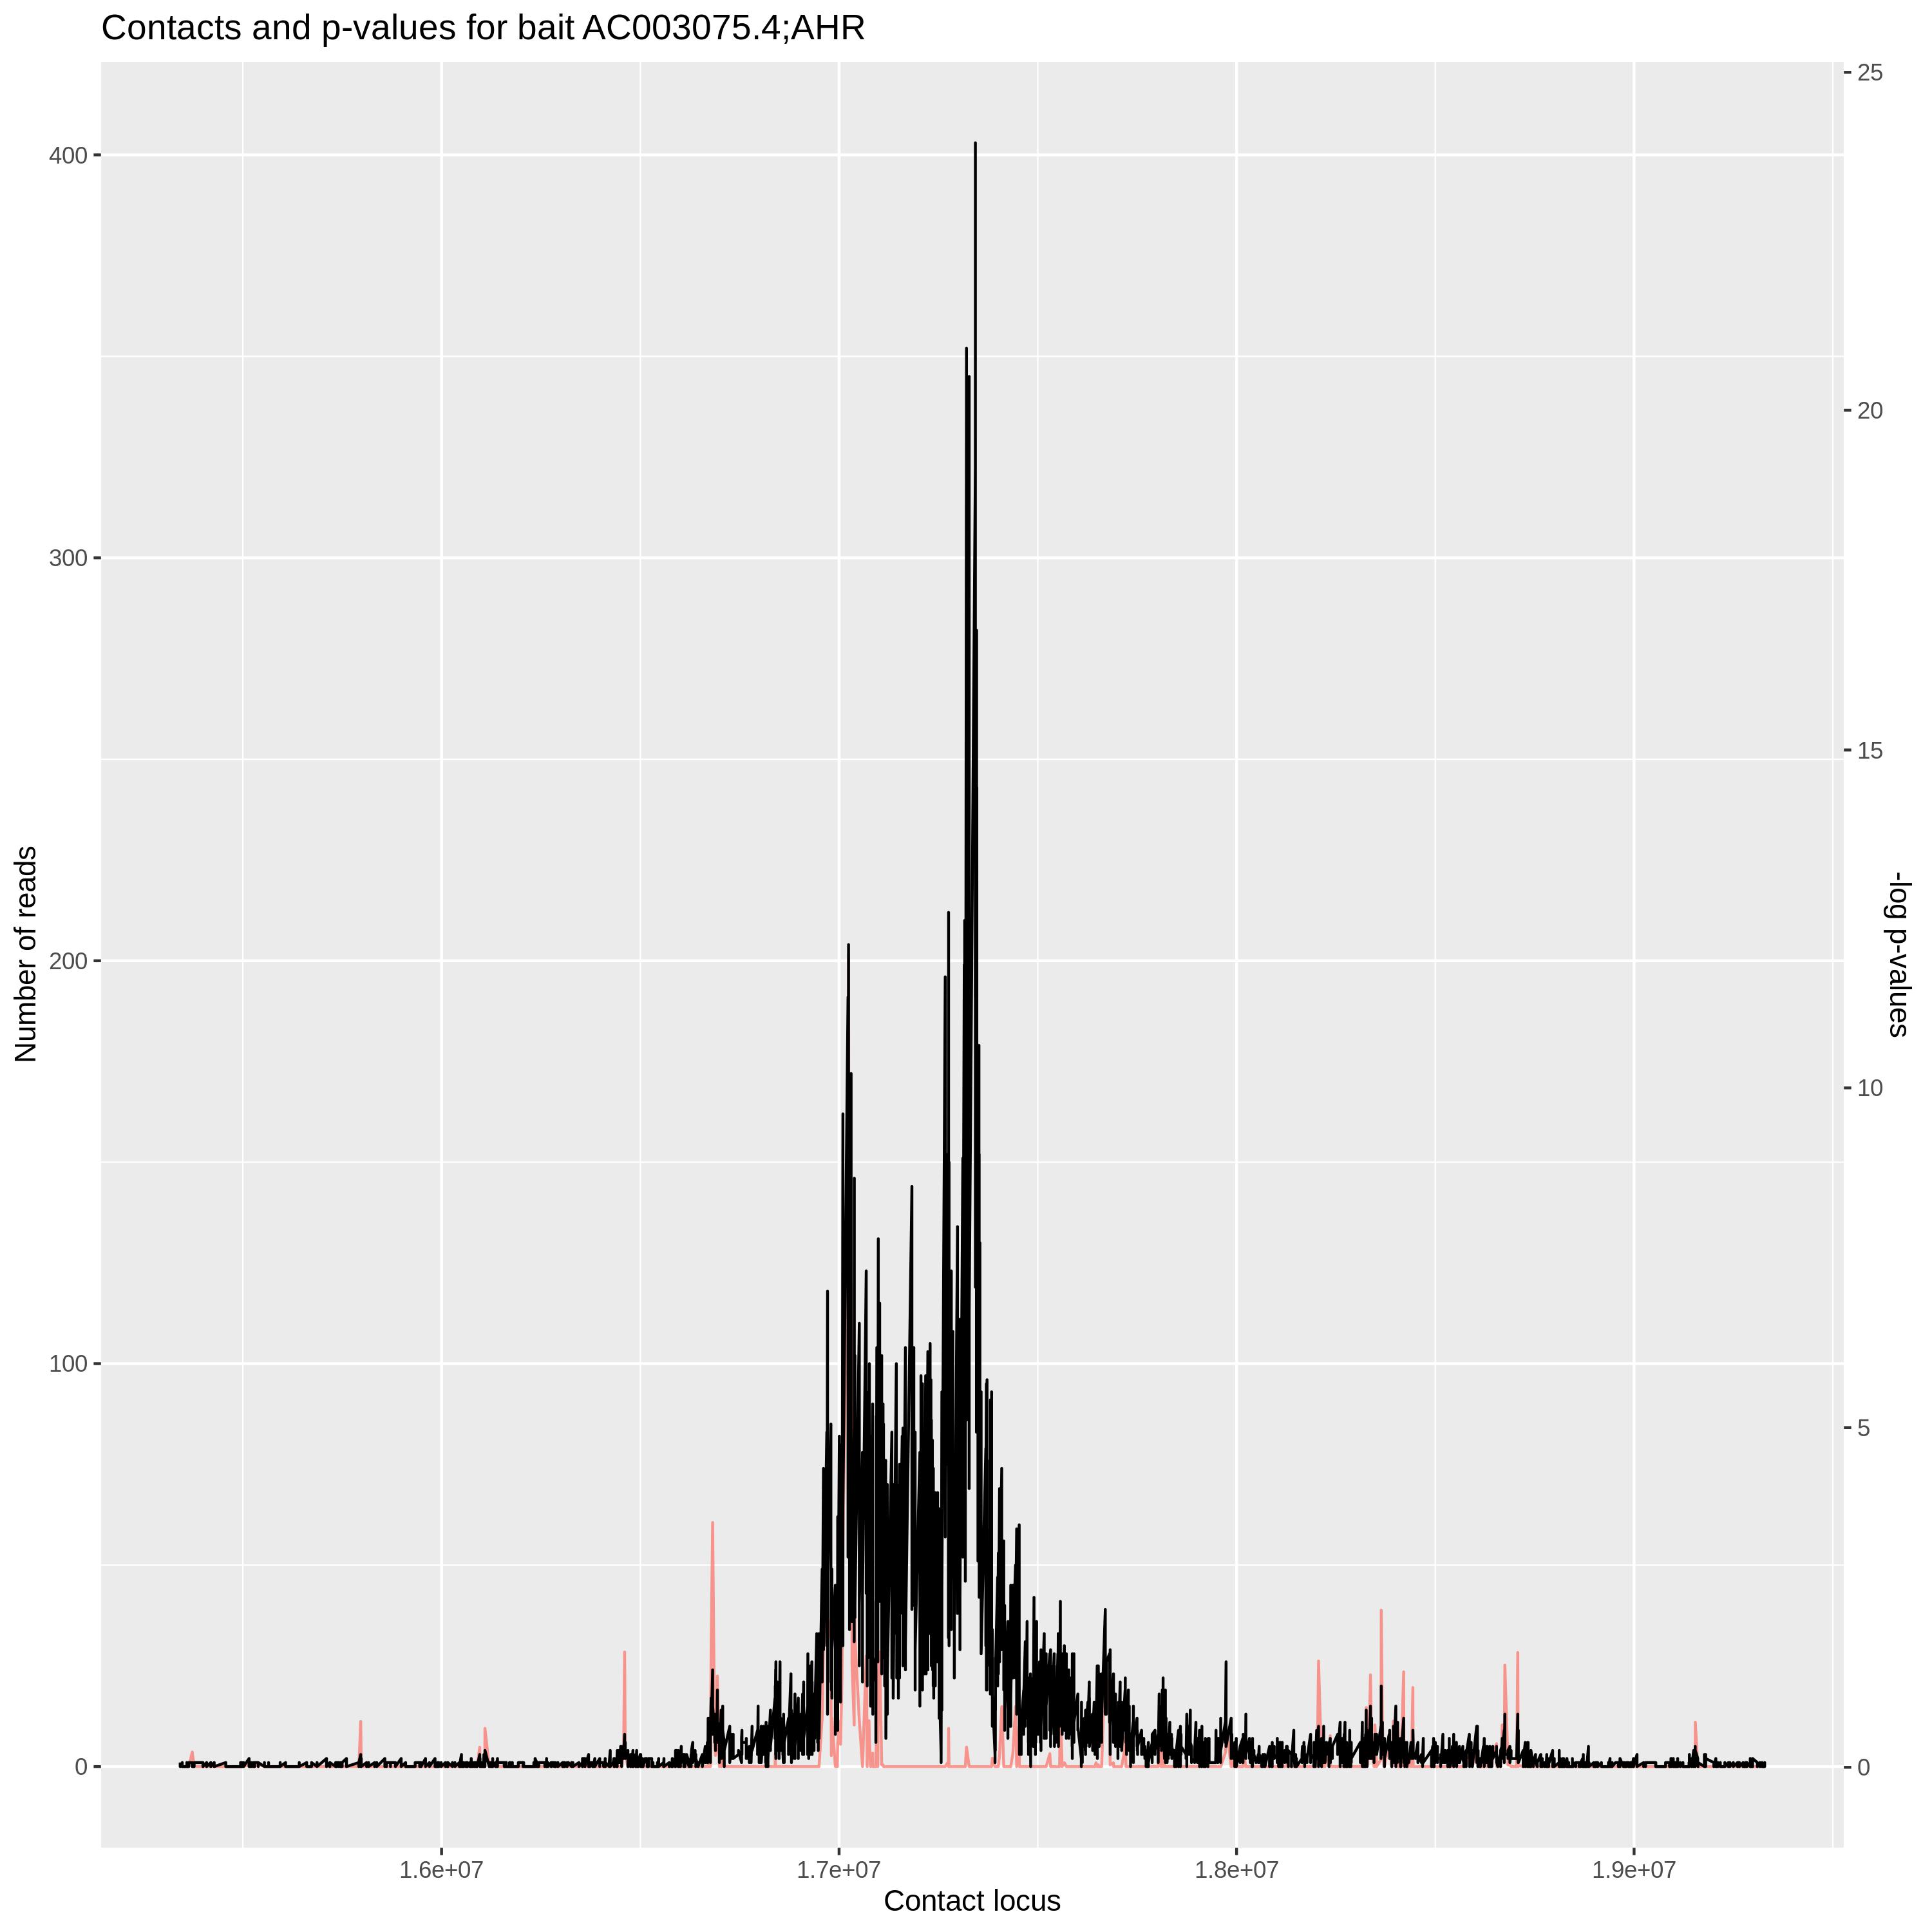 Contacts and p-values for bait AC003075.4;AHR
Number of reads
400
300
200
100
0
25
20
15
10
5
0
-log p-values
1.6e+07
1.7e+07
1.8e+07
1.9e+07
Contact locus